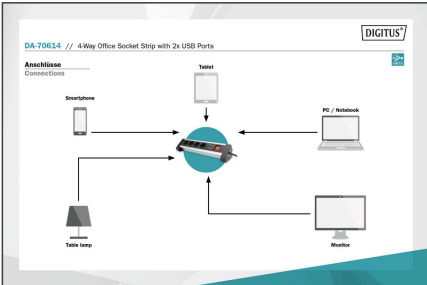 DIGITUS®
DA-70614 // 4-Way Office Socket Strip with 2x USB Ports
Anschlüsse
Connections
Tablet
Smartphone
PC / Notebook
Table lamp
Monitor